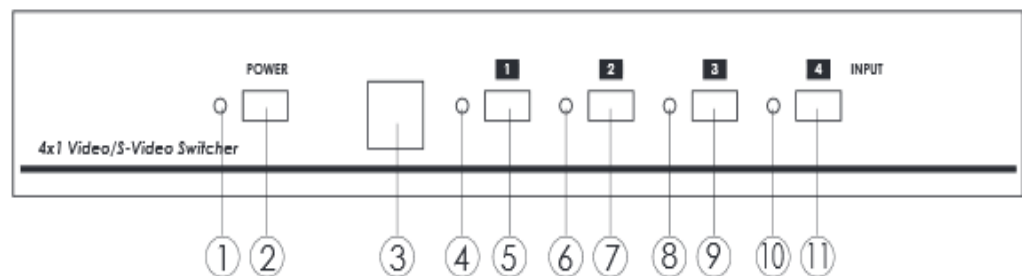 POWER 1 2 3 4 INPUT
4x1 Video/S-Video Switcher
① ② ③ ④ ⑤ ⑥ ⑦ ⑧ ⑨ ⑩ ⑪